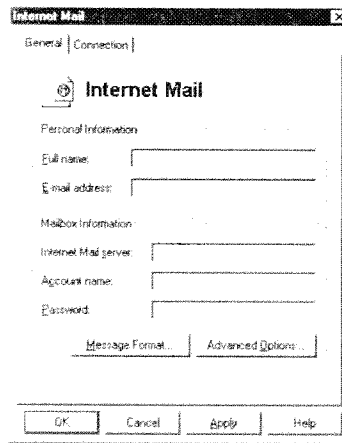 Internet Mail
General Connection
Internet Mail
Personal Information
Full name:
E-mail address:
Mailbox Information
Internet Mail server:
Account name:
Password:
Message Format... Advanced Options...
OK Cancel Apply Help